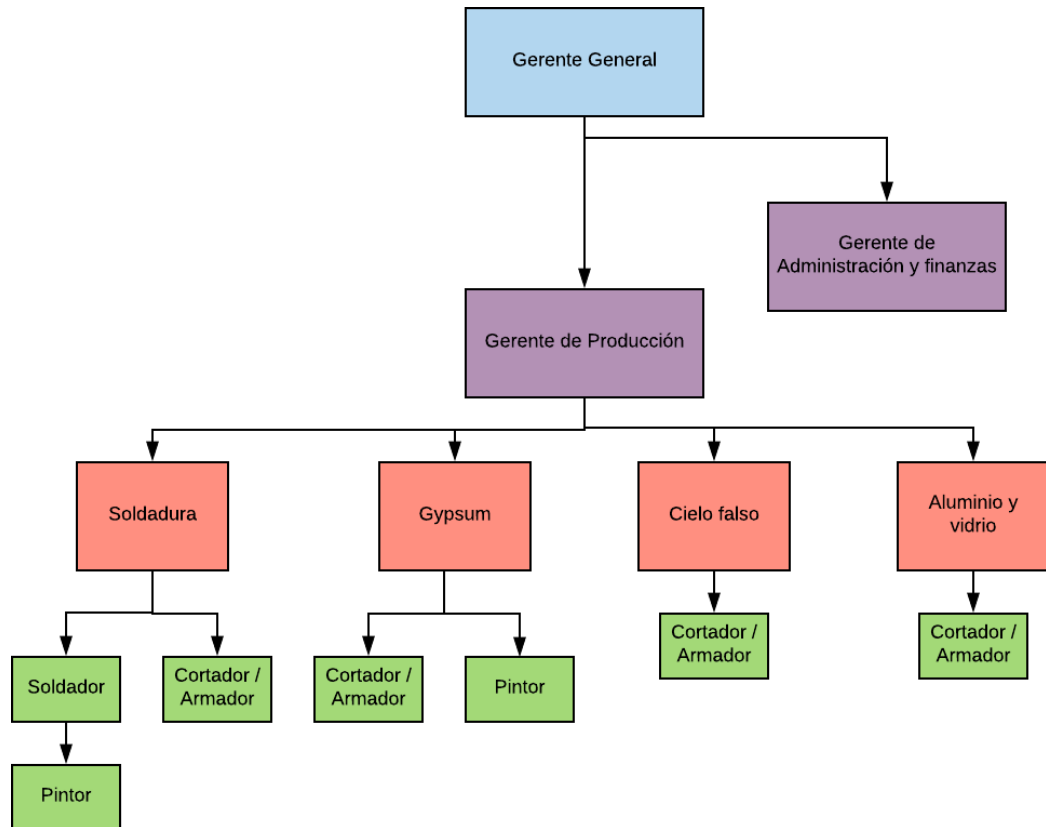 Gerente General
Gerente de
Administración y finanzas
Gerente de Producción
Soldadura
Gypsum
Cielo falso
Aluminio y
vidrio
Soldador
Cortador /
Armador
Cortador /
Armador
Pintor
Cortador /
Armador
Cortador /
Armador
Pintor